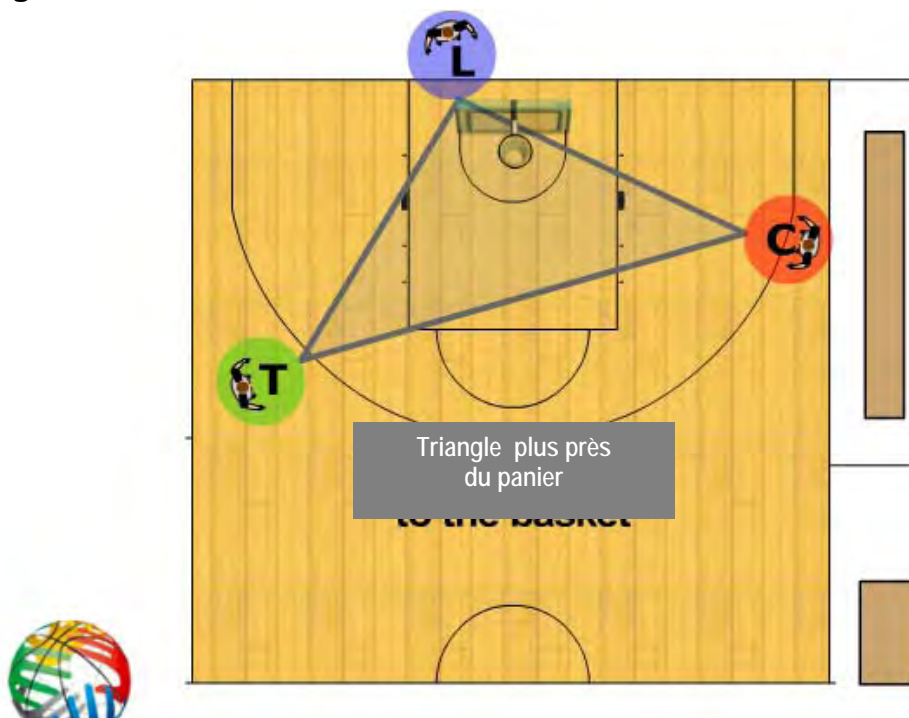 L
C
T
Triangle plus près
du panier
to the basket